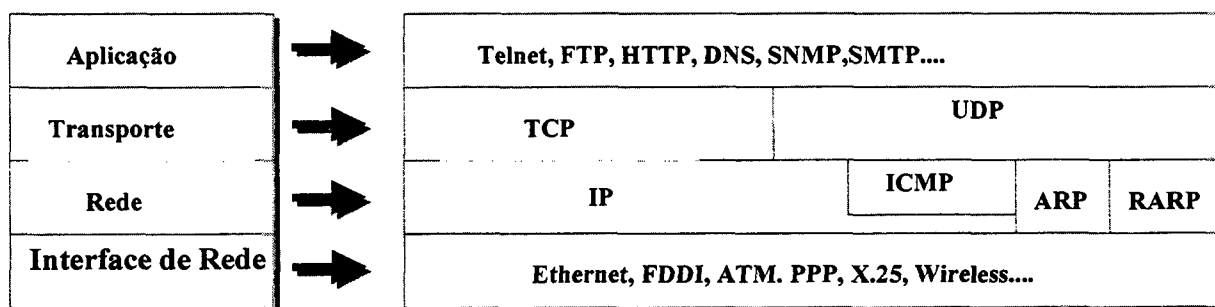 Aplicação
Telnet, FTP, HTTP, DNS, SNMP,SMTP....
Transporte
TCP
UDP
Rede
IP
ICMP
ARP
RARP
Interface de Rede
Ethernet, FDDI, ATM. PPP, X.25, Wireless....